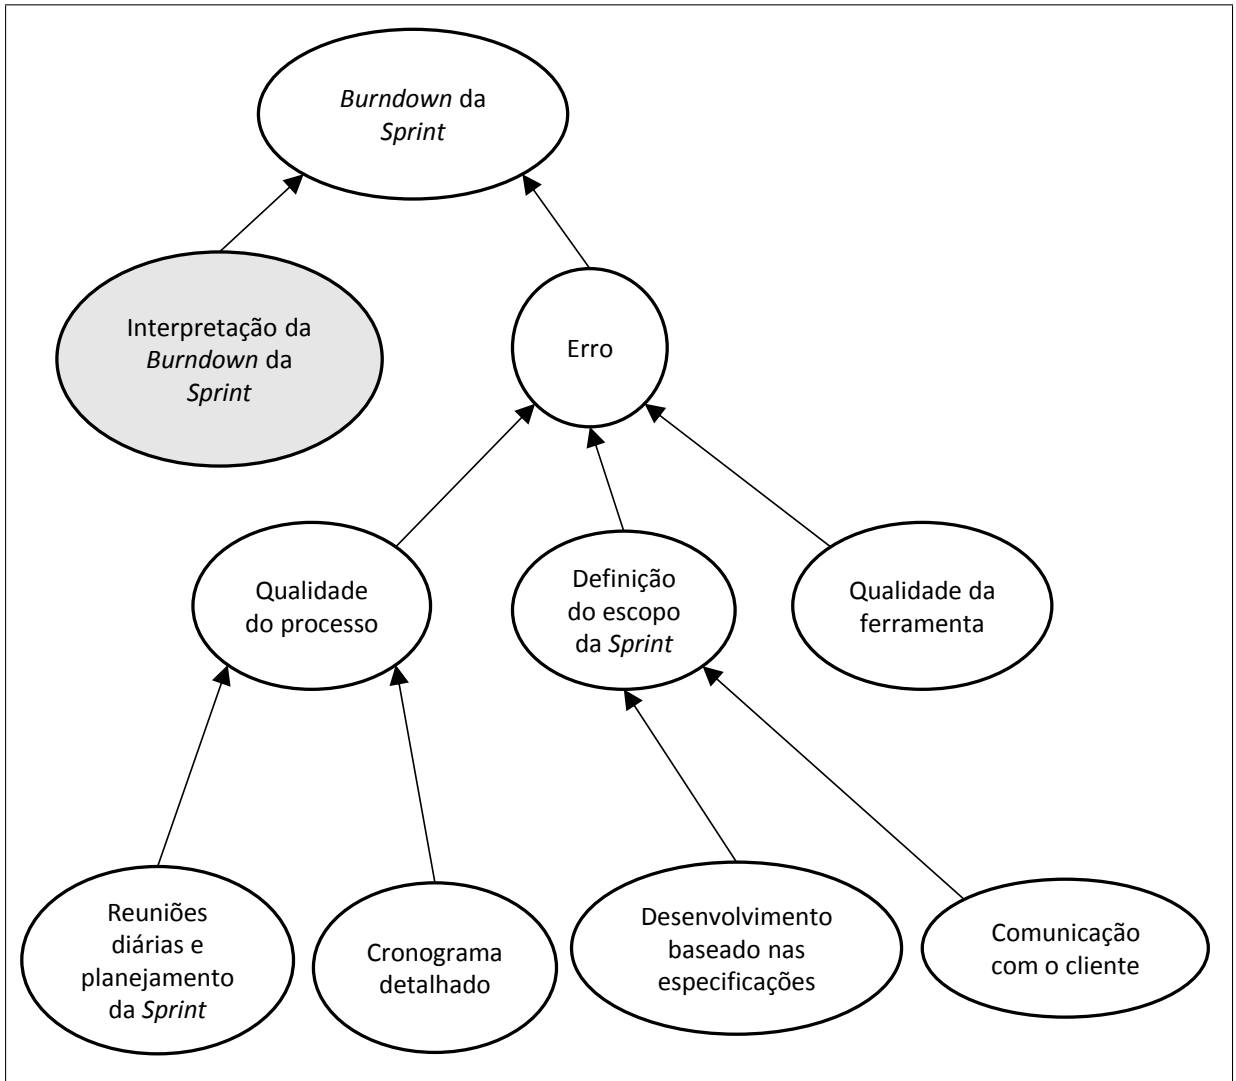 Burndown da
Sprint
Interpretação da
Burndown da
Sprint
Erro
Qualidade
do processo
Definição
do escopo
da Sprint
Qualidade da
ferramenta
Reuniões
diárias e
planejamento
da Sprint
Cronograma
detalhado
Desenvolvimento
baseado nas
especificações
Comunicação
com o cliente